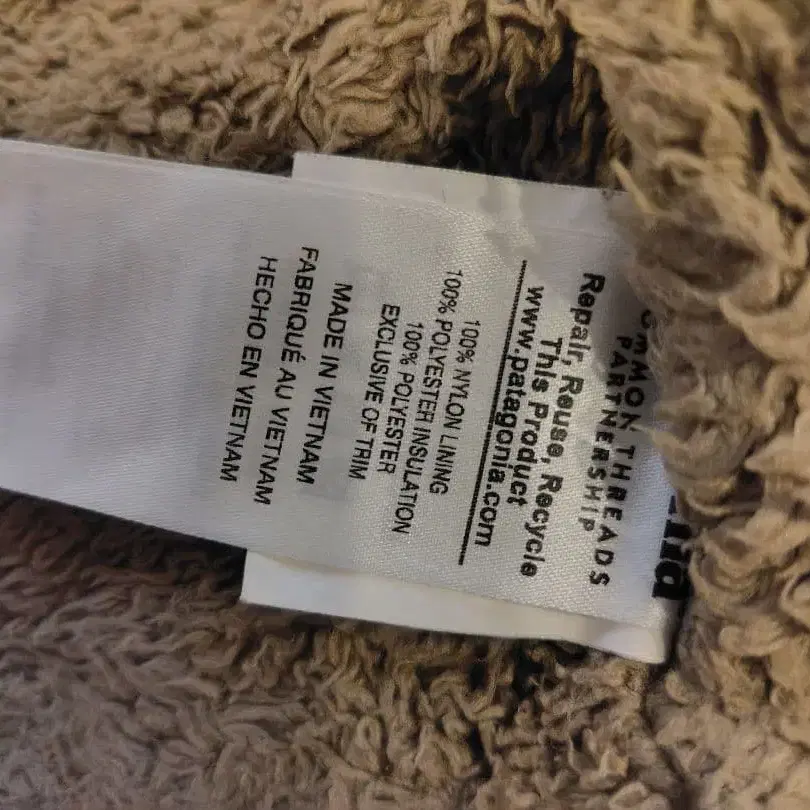 MMON THREADS
PARTNERSHIP
Repair, Reuse, Recycle
This Product
www.patagonia.com
100% NYLON LINING
100% POLYESTER INSULATION
100% POLYESTER
EXCLUSIVE OF TRIM
MADE IN VIETNAM
FABRIQUÉ AU VIETNAM
HECHO EN VIETNAM